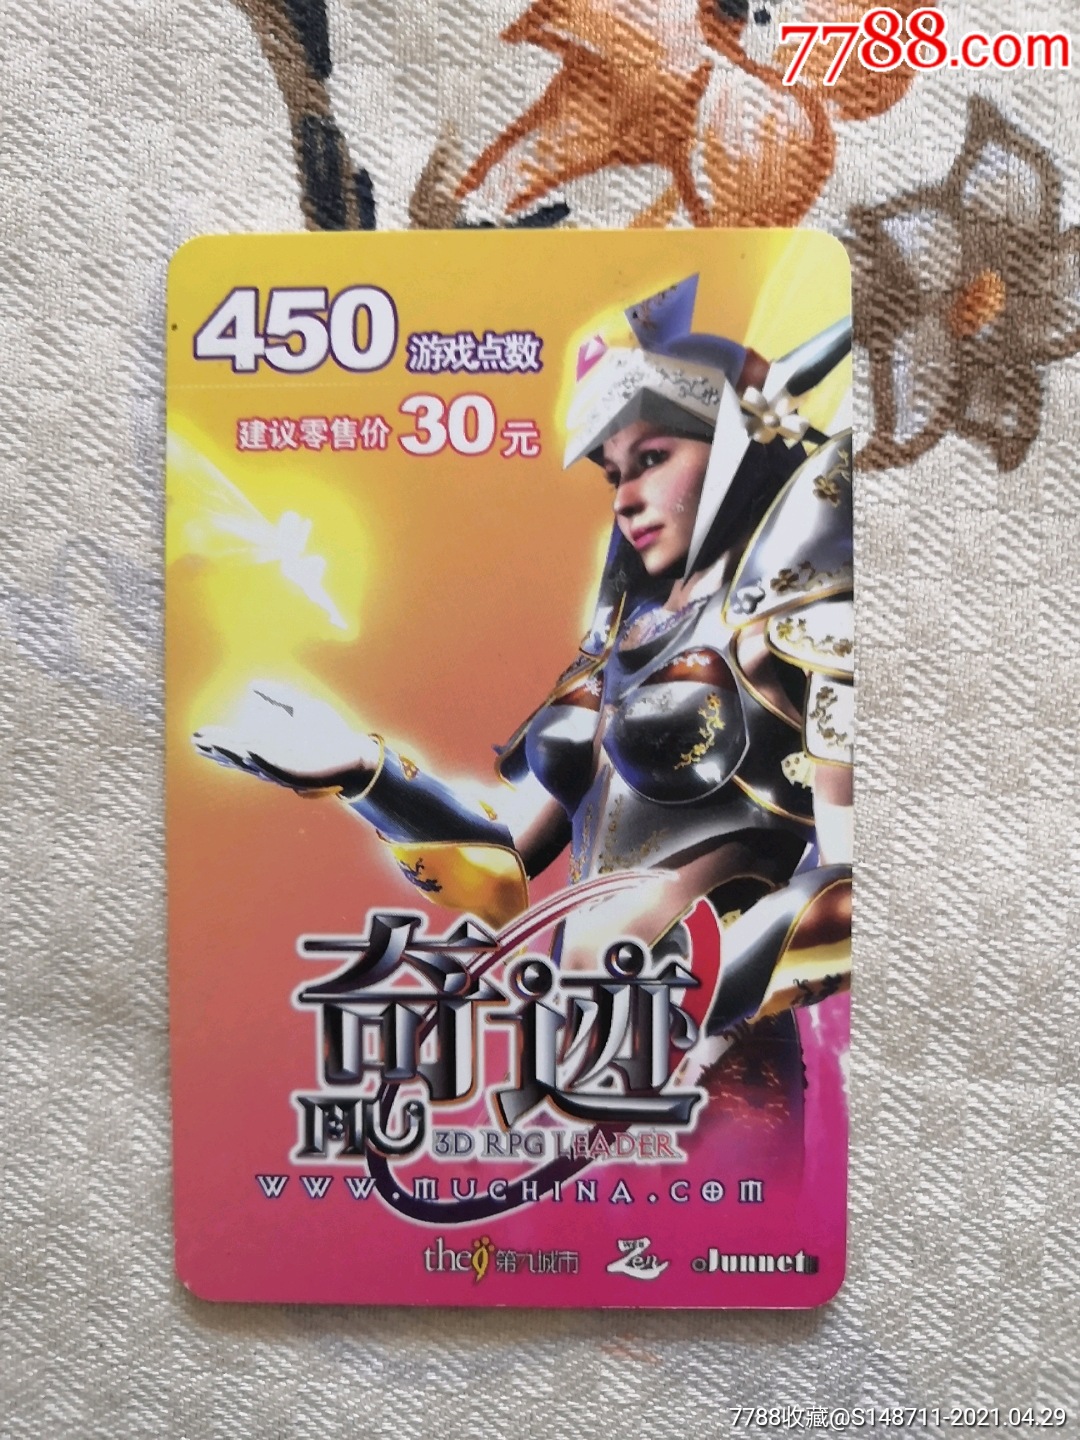 7788.com
450 游戏点数
建议零售价 30 元
奇迹
MU 3D RPG LEADER
WWW.MUCHINA.COM
the9 第九城市 WEB Zen Junnet
7788收藏@S148711-2021.04.29